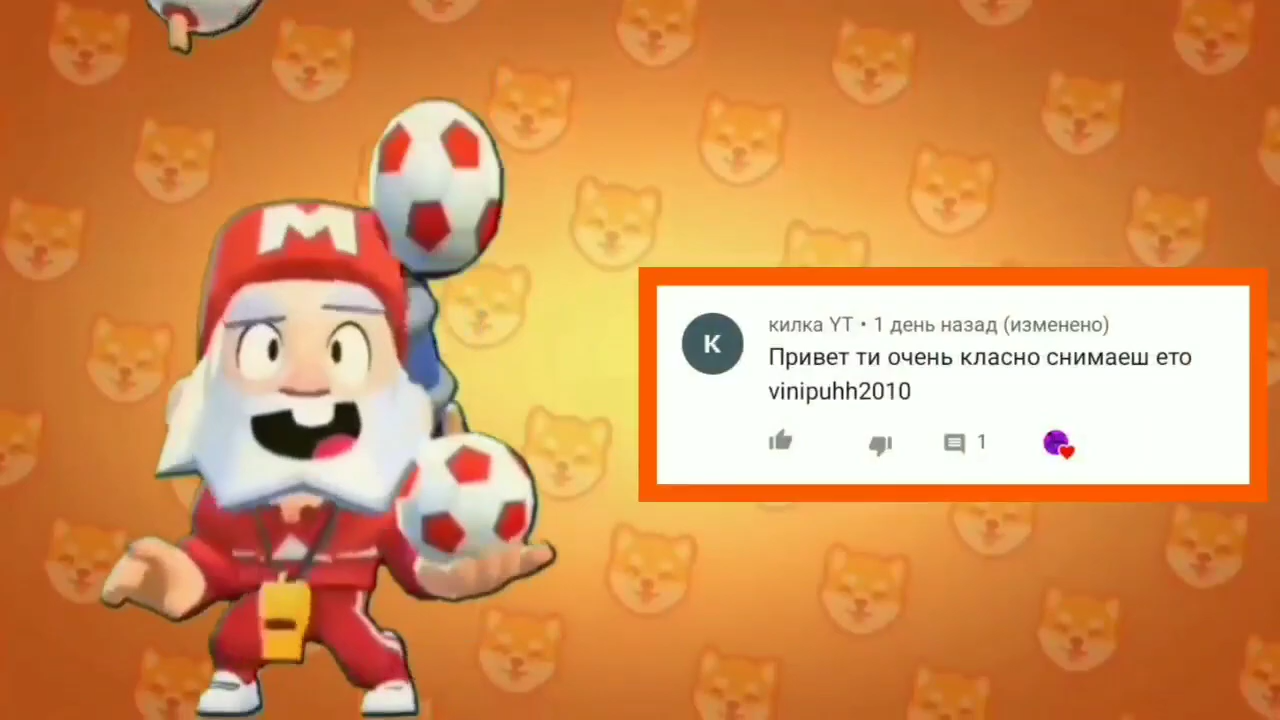 M
K
килка YT • 1 день назад (изменено)
Привет ти очень класно снимаеш ето
vinipuhh2010
1